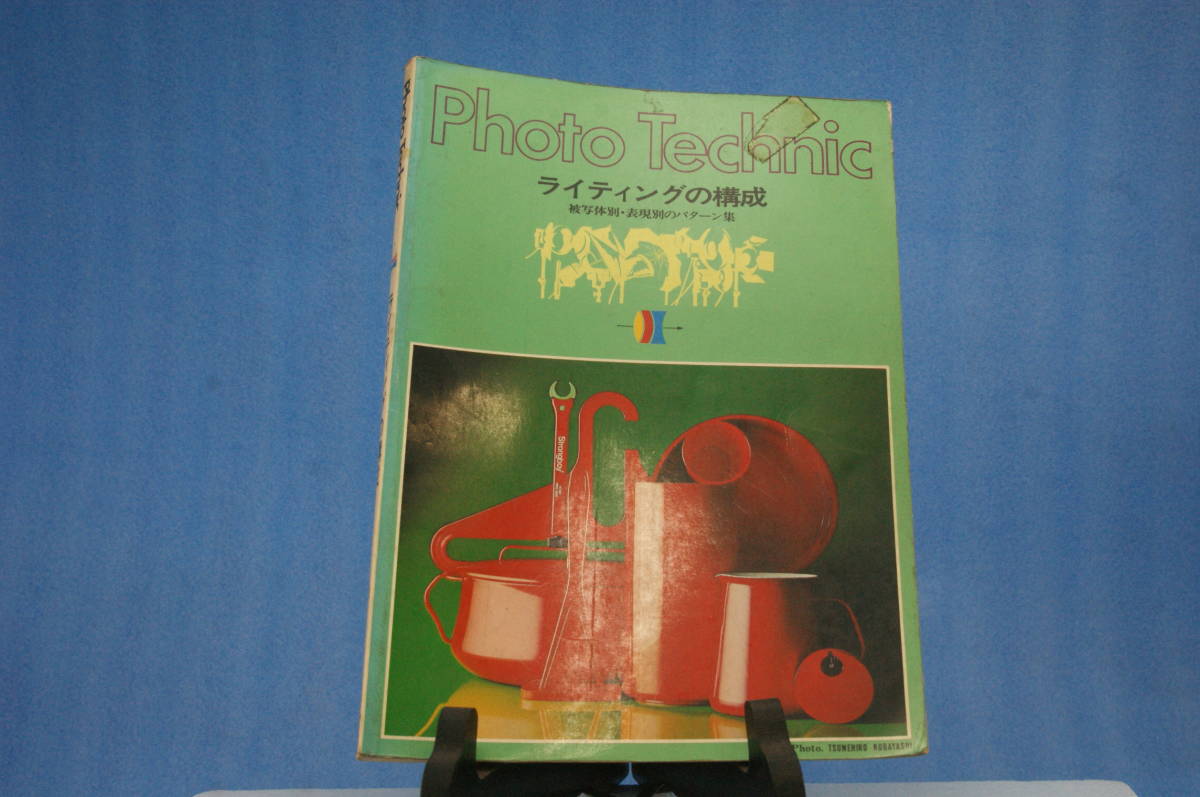 Photo Technic
ライティングの構成
被写体別・表現別のパターン集
Strongboy
Photo. TSUNEHIRO KOBAYASHI